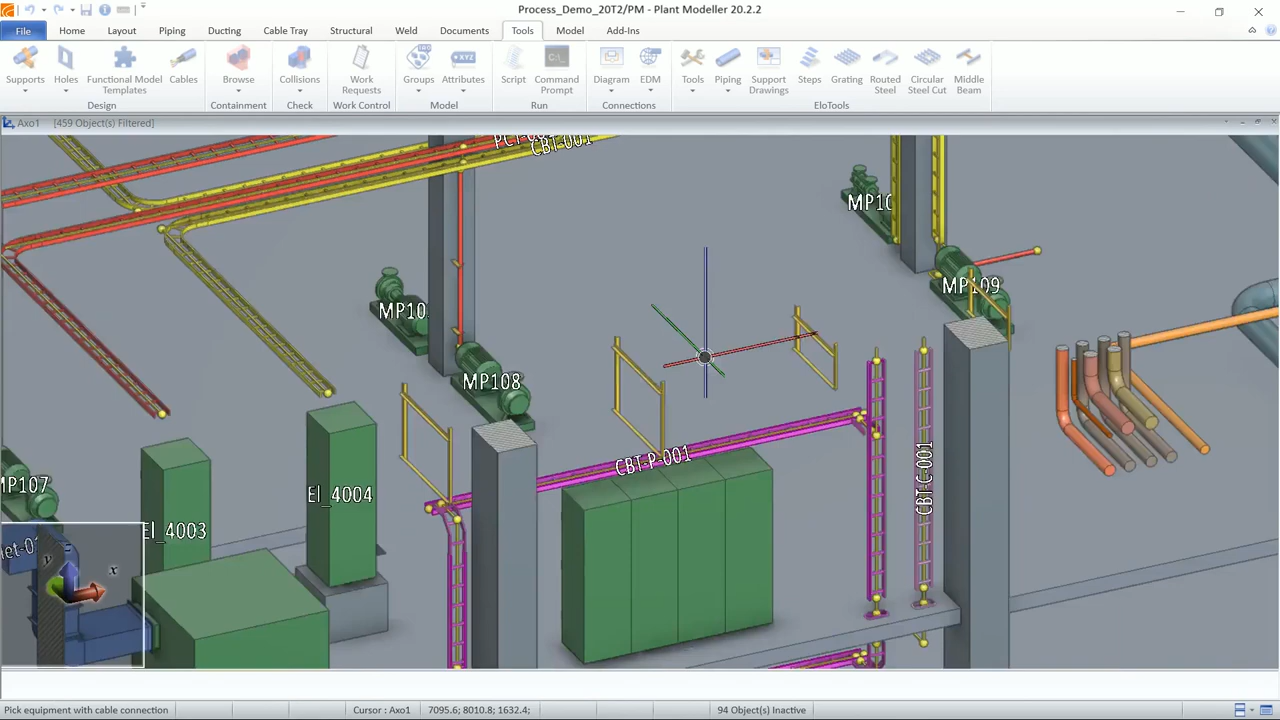 Process_Demo_20T2/PM - Plant Modeller 20.2.2
File Home Layout Piping Ducting Cable Tray Structural Weld Documents Tools Model Add-Ins
Supports Holes Functional Model Templates Cables Browse Collisions Work Requests Groups Attributes Script Command Prompt Diagram EDM Tools Piping Support Drawings Steps Grating Routed Steel Circular Steel Cut Middle Beam
Design Containment Check Work Control Model Run Connections EloTools
Axo1 [459 Object(s) Filtered]
CBT-001
MP10
MP109
MP10
MP108
CBT-P-001
CBT-C-001
MP107
El_4004
El_4003
y
z
x
Pick equipment with cable connection Cursor : Axo1 7095.6; 8010.8; 1632.4; 94 Object(s) Inactive